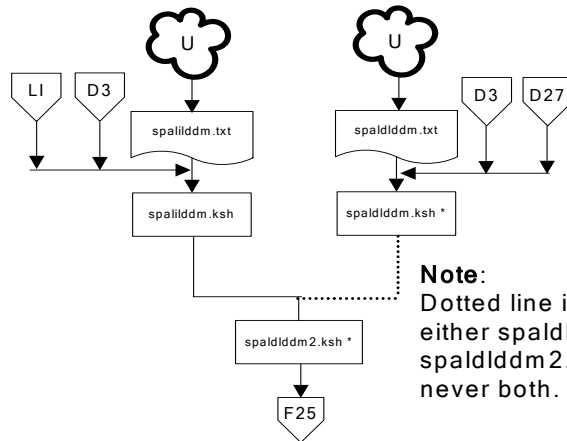 U
U
LI
D3
D3
D27
spalilddm.txt
spaldlddm.txt
spalilddm.ksh
spaldlddm.ksh *
Note:
Dotted line i
either spaldl
spaldlddm2.
never both.
spaldlddm2.ksh *
F25